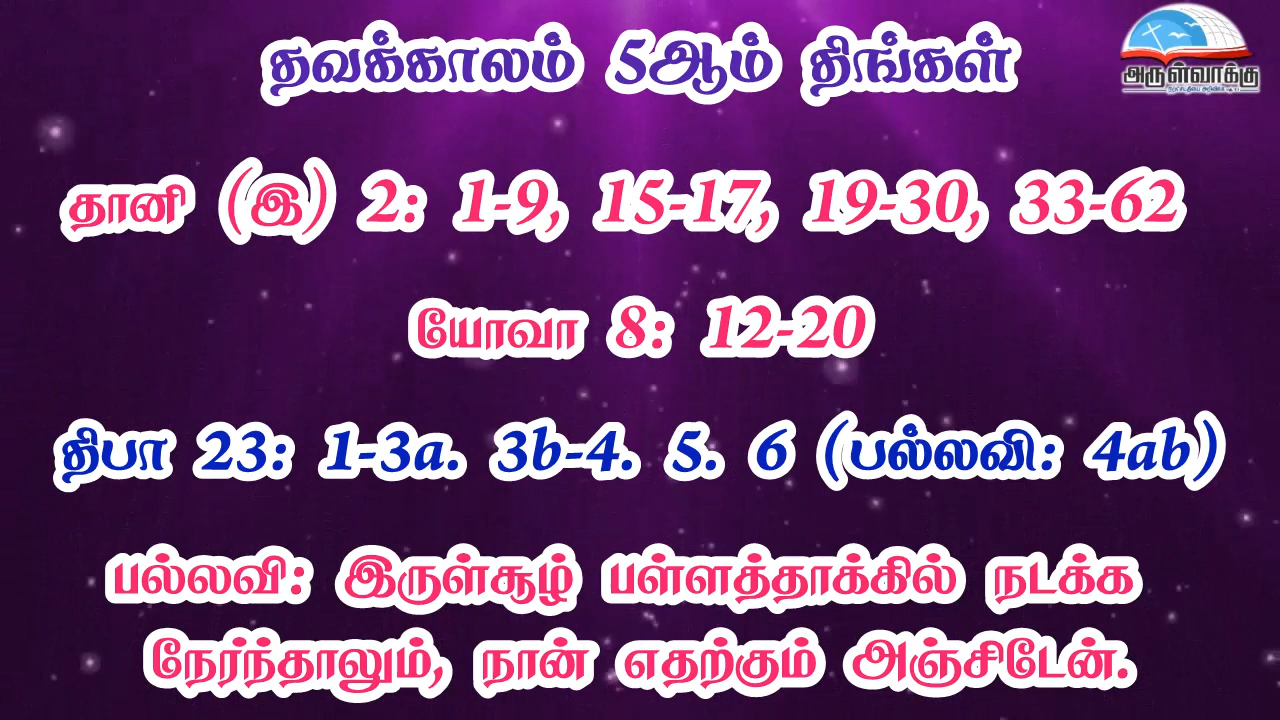 தவக்காலம் 5ஆம் திங்கள்
அருள்வாக்கு
தானி (இ) 2: 1-9, 15-17, 19-30, 33-62
யோவா 8: 12-20
திபா 23: 1-3a. 3b-4. 5. 6 (பல்லவி: 4ab)
பல்லவி: இருள்சூழ் பள்ளத்தாக்கில் நடக்க
நேர்ந்தாலும், நான் எதற்கும் அஞ்சிடேன்.